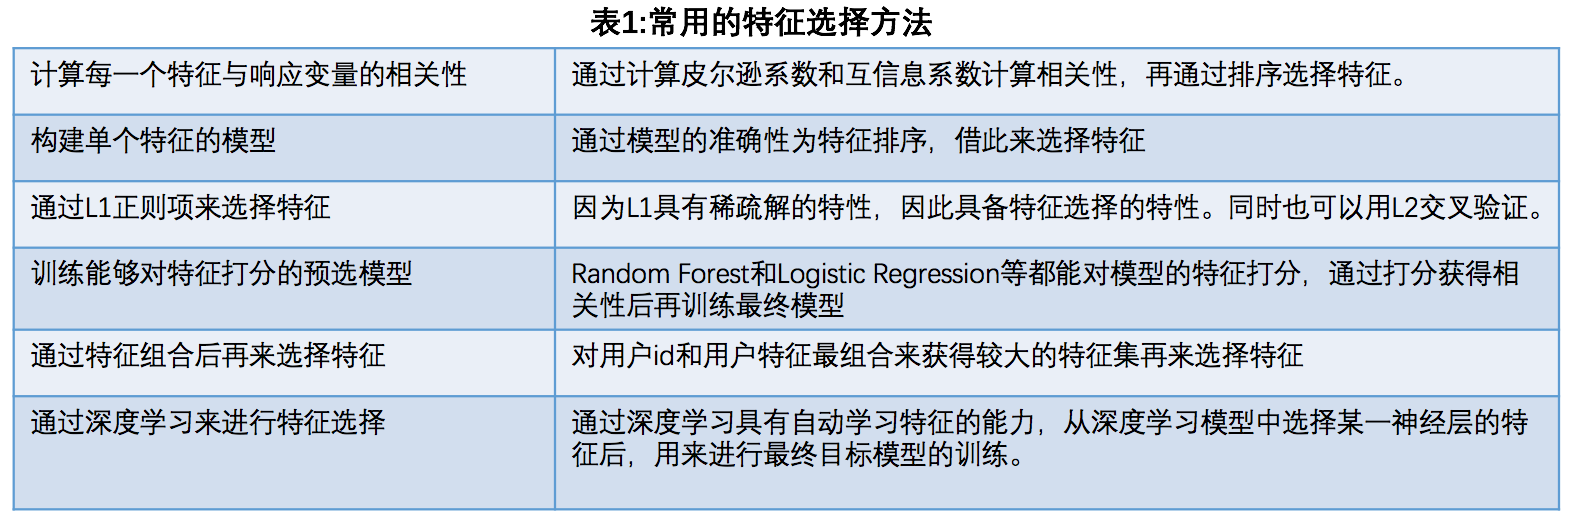 表1:常用的特征选择方法
计算每一个特征与响应变量的相关性
通过计算皮尔逊系数和互信息系数计算相关性，再通过排序选择特征。
构建单个特征的模型
通过模型的准确性为特征排序，借此来选择特征
通过L1正则项来选择特征
因为L1具有稀疏解的特性，因此具备特征选择的特性。同时也可以用L2交叉验证。
训练能够对特征打分的预选模型
Random Forest和Logistic Regression等都能对模型的特征打分，通过打分获得相
关性后再训练最终模型
通过特征组合后再来选择特征
对用户id和用户特征最组合来获得较大的特征集再来选择特征
通过深度学习来进行特征选择
通过深度学习具有自动学习特征的能力，从深度学习模型中选择某一神经层的特
征后，用来进行最终目标模型的训练。